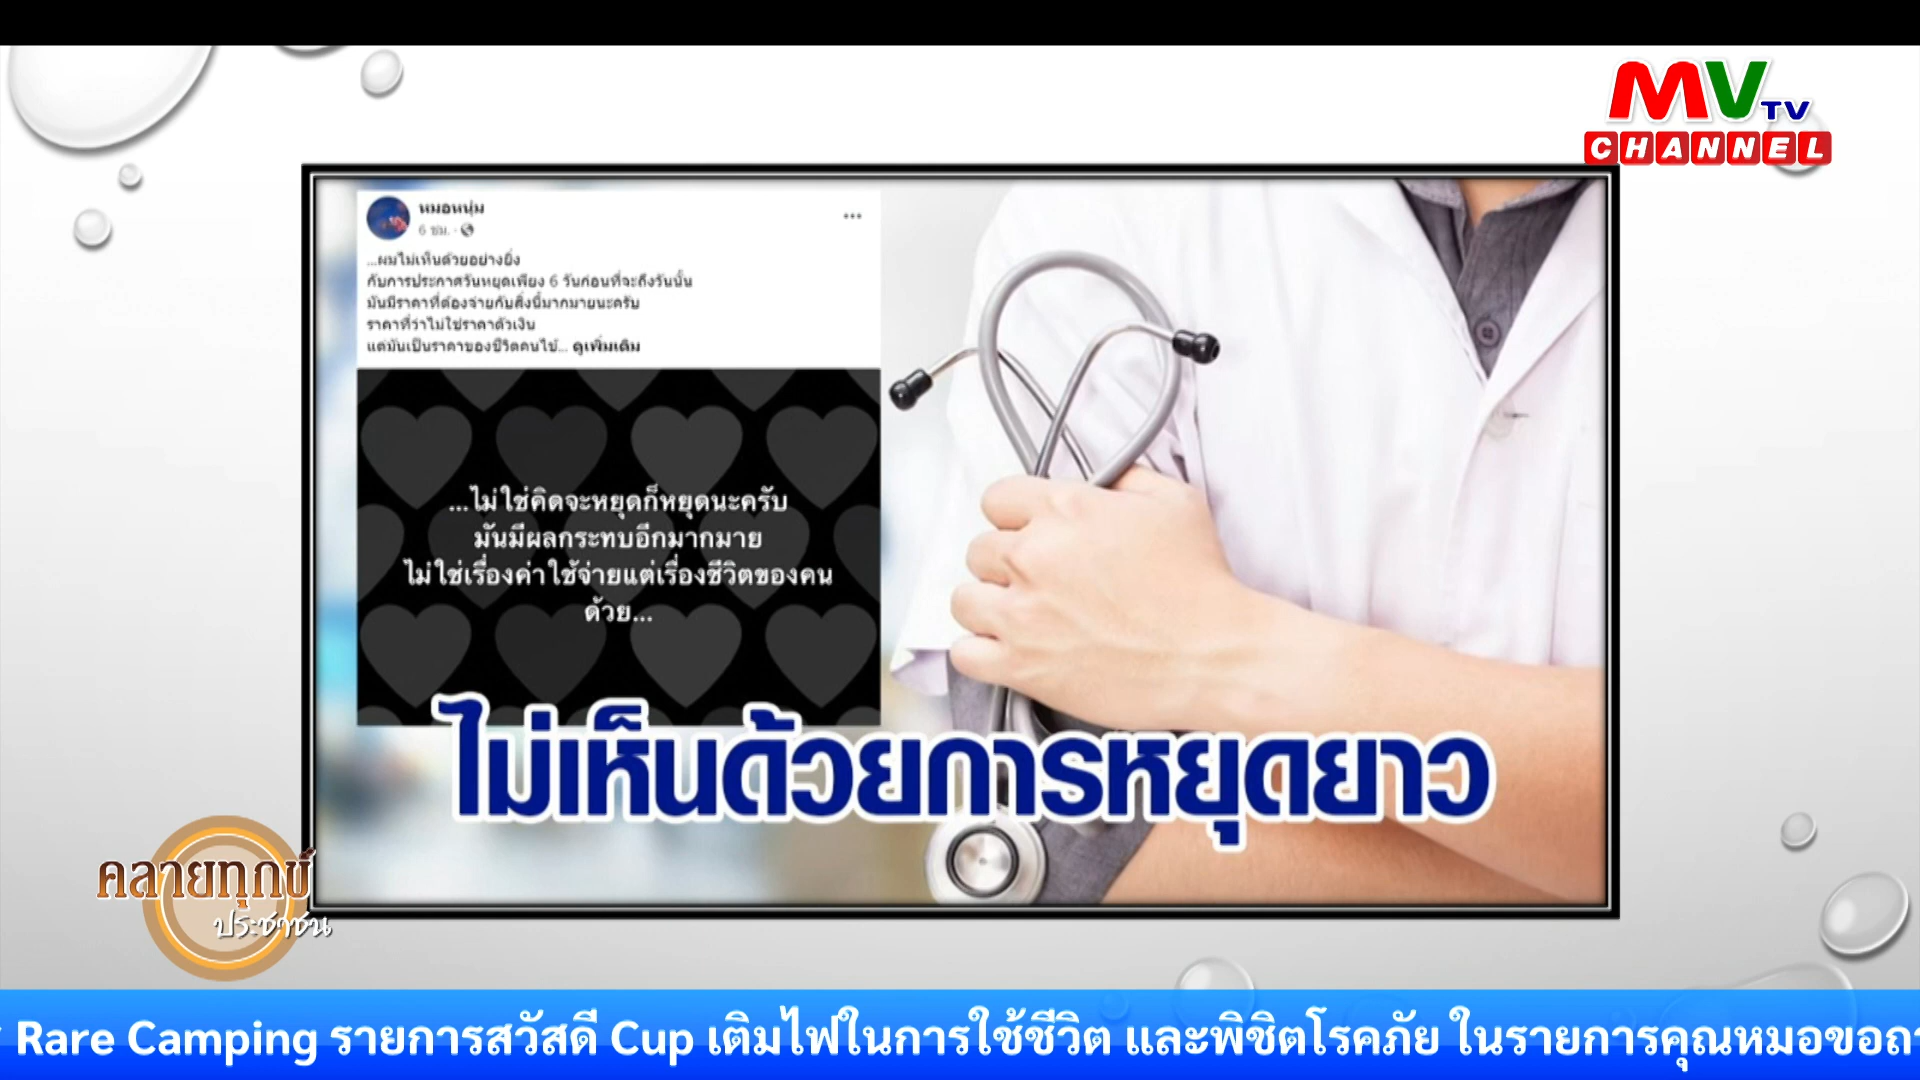 MV TV
CHANNEL
หมอหนุ่ม
6 ชม.
...ผมไม่เห็นด้วยอย่างยิ่ง
กับการประกาศวันหยุดเพียง 6 วันก่อนที่จะถึงวันนั้น
มันมีราคาที่ต้องจ่ายกับสิ่งนี้มากมายนะครับ
ราคาที่ว่าไม่ใช่ราคาตัวเงิน
แต่มันเป็นราคาของชีวิตคนไข้... ดูเพิ่มเติม
...ไม่ใช่คิดจะหยุดก็หยุดนะครับ
มันมีผลกระทบอีกมากมาย
ไม่ใช่เรื่องค่าใช้จ่ายแต่เรื่องชีวิตของคน
ด้วย...
ไม่เห็นด้วยการหยุดยาว
คลายทุกข์
ประชาชน
Rare Camping รายการสวัสดี Cup เติมไฟในการใช้ชีวิต และพิชิตโรคภัย ในรายการคุณหมอขอถา